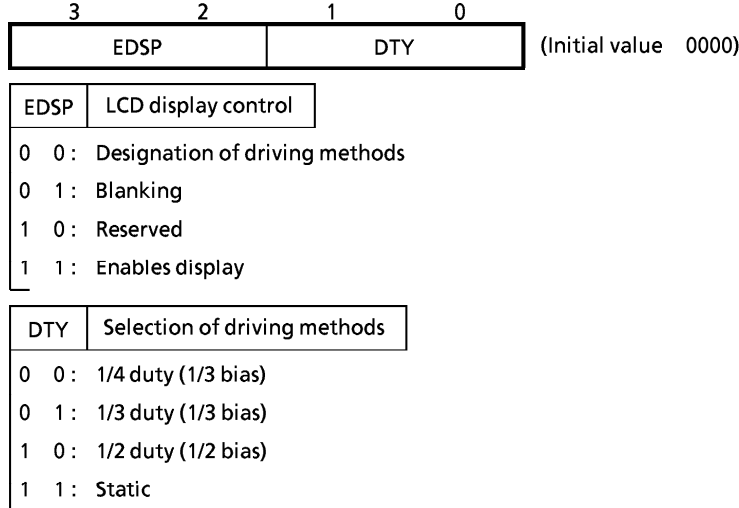 3 2 1 0
EDSP DTY (Initial value 0000)
EDSP LCD display control
0 0 : Designation of driving methods
0 1 : Blanking
1 0 : Reserved
1 1 : Enables display
DTY Selection of driving methods
0 0 : 1/4 duty (1/3 bias)
0 1 : 1/3 duty (1/3 bias)
1 0 : 1/2 duty (1/2 bias)
1 1 : Static